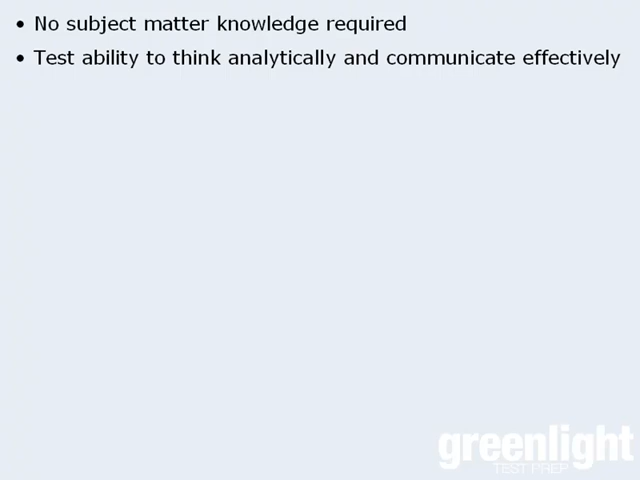 • No subject matter knowledge required
• Test ability to think analytically and communicate effectively
greenlight
TEST PREP